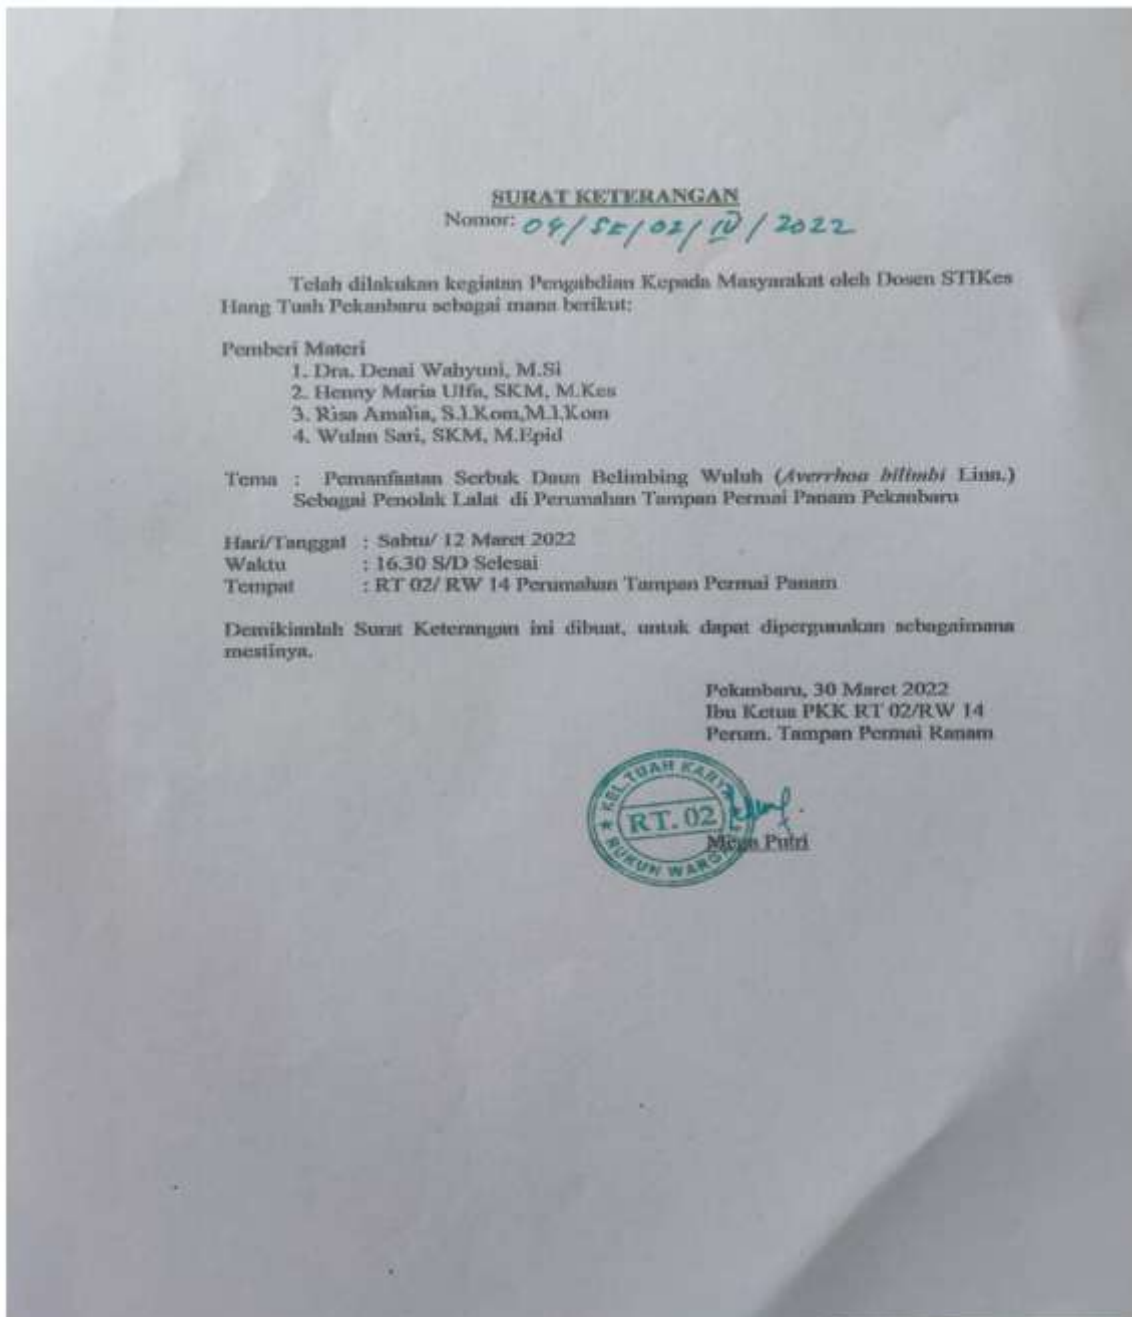 SURAT KETERANGAN
Nomor: 04/SK/02/IV/2022
Telah dilakukan kegiatan Pengabdian Kepada Masyarakat oleh Dosen STIKes
Hang Tuah Pekanbaru sebagai mana berikut:
Pemberi Materi
1. Dra. Denai Wahyuni, M.Si
2. Henny Maria Ulfa, SKM, M.Kes
3. Risa Amalia, S.I.Kom,M.I.Kom
4. Wulan Sari, SKM, M.Epid
Tema : Pemanfaatan Serbuk Daun Belimbing Wuluh (Averrhoa bilimbi Linn.)
Sebagai Penolak Lalat di Perumahan Tampan Permai Panam Pekanbaru
Hari/Tanggal : Sabtu/ 12 Maret 2022
Waktu : 16.30 S/D Selesai
Tempat : RT 02/ RW 14 Perumahan Tampan Permai Panam
Demikianlah Surat Keterangan ini dibuat, untuk dapat dipergunakan sebagaimana
mestinya.
Pekanbaru, 30 Maret 2022
Ibu Ketua PKK RT 02/RW 14
Perum. Tampan Permai Ranam
KEL. TUAH KARYA
RT. 02
RUKUN WARGA
Putri